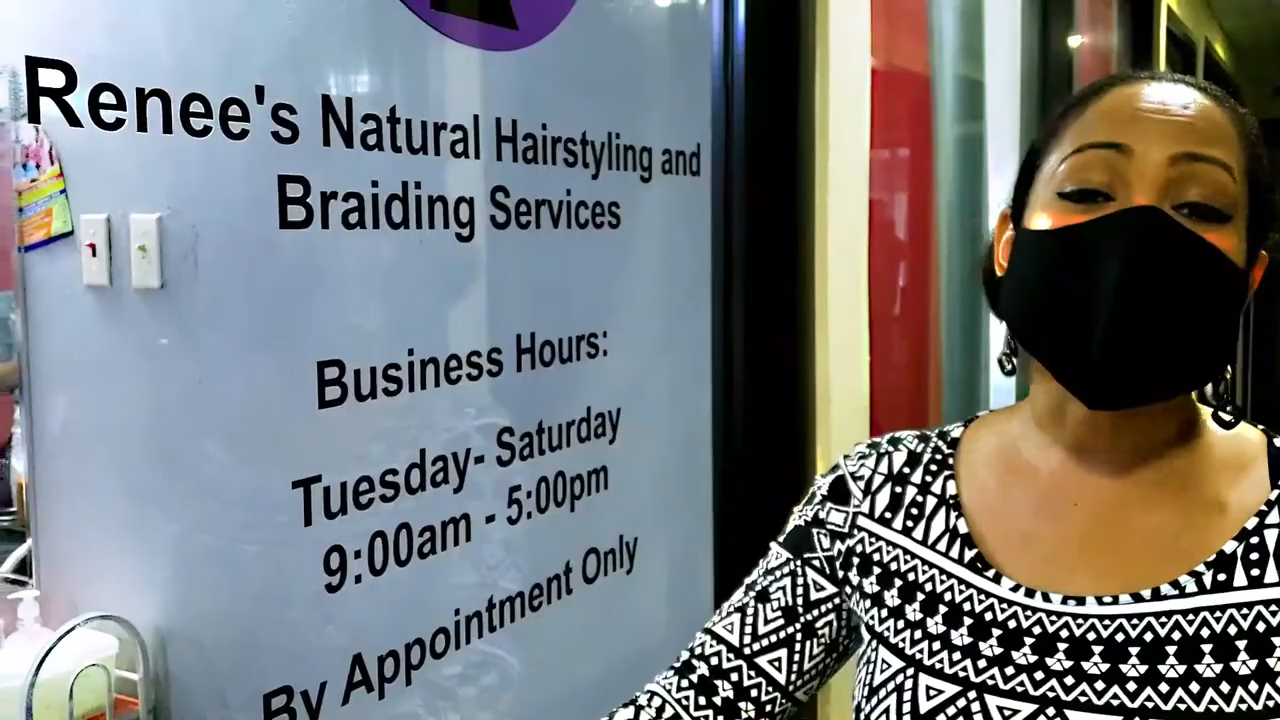 Renee's Natural Hairstyling and
Braiding Services
Business Hours:
Tuesday- Saturday
9:00am - 5:00pm
By Appointment Only